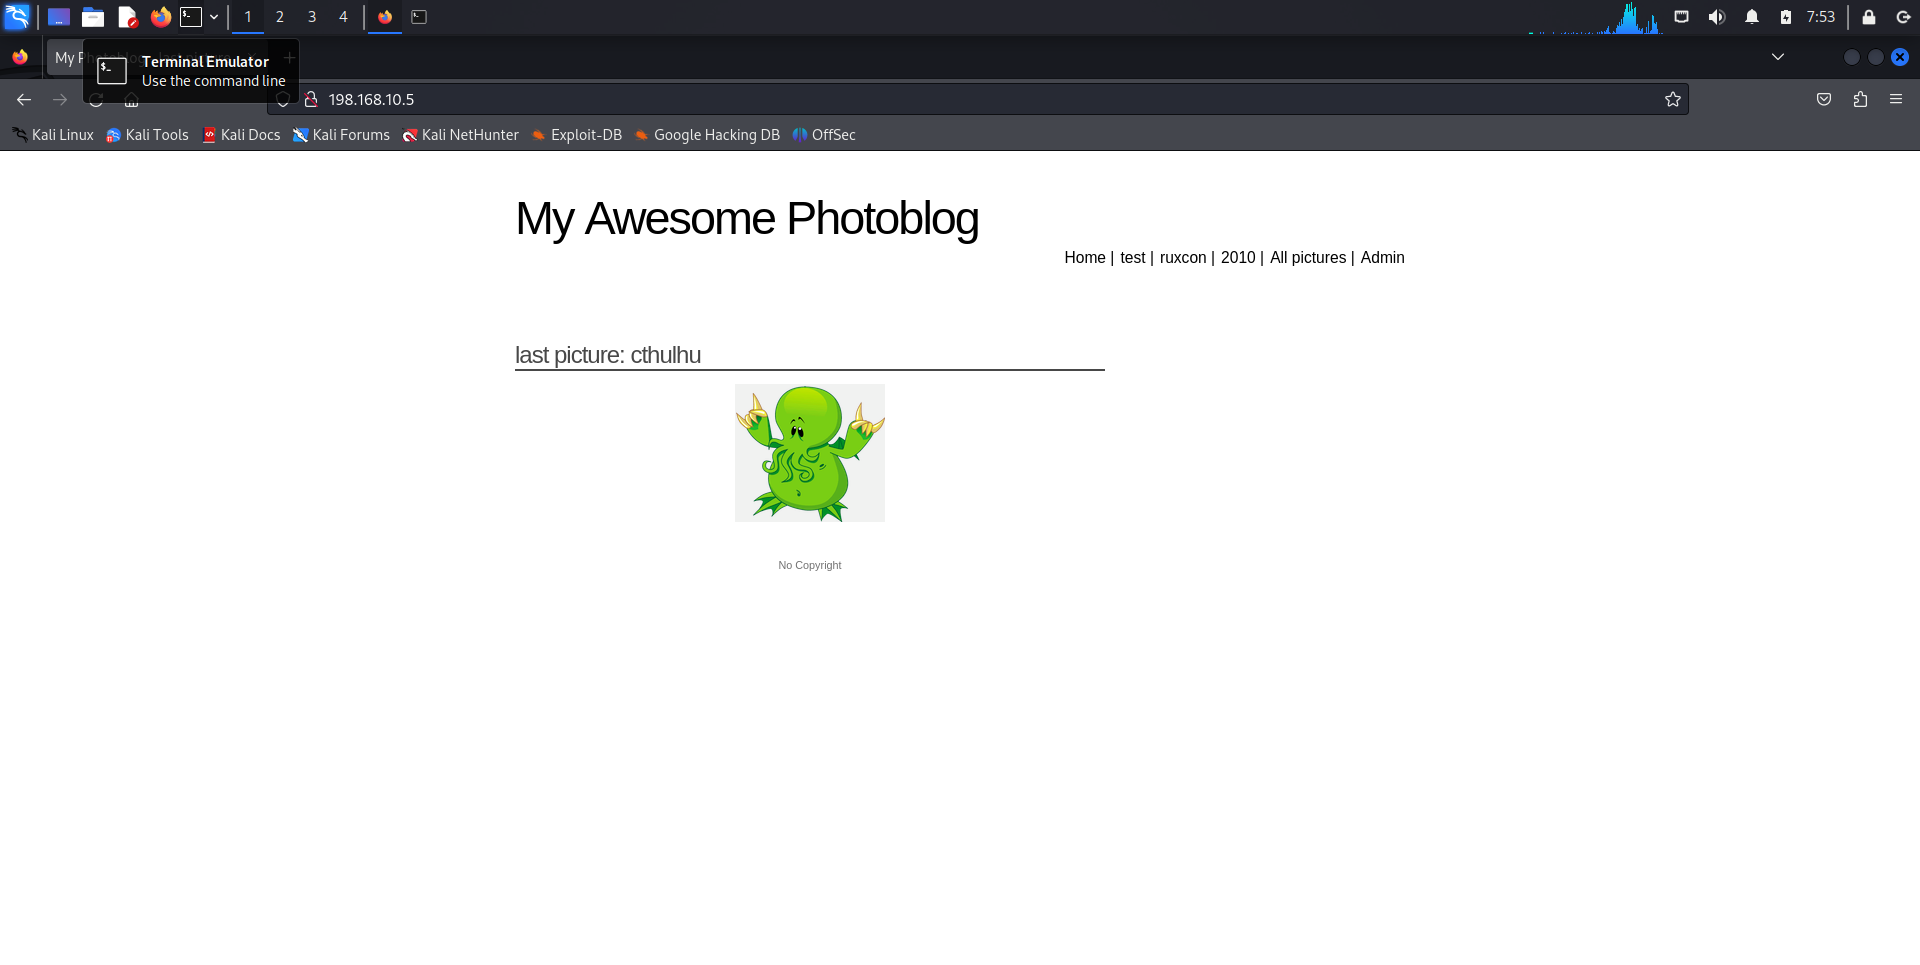 1 2 3 4 7:53
My Ph
Terminal Emulator
Use the command line
198.168.10.5
Kali Linux Kali Tools Kali Docs Kali Forums Kali NetHunter Exploit-DB Google Hacking DB OffSec
My Awesome Photoblog
Home | test | ruxcon | 2010 | All pictures | Admin
last picture: cthulhu
No Copyright